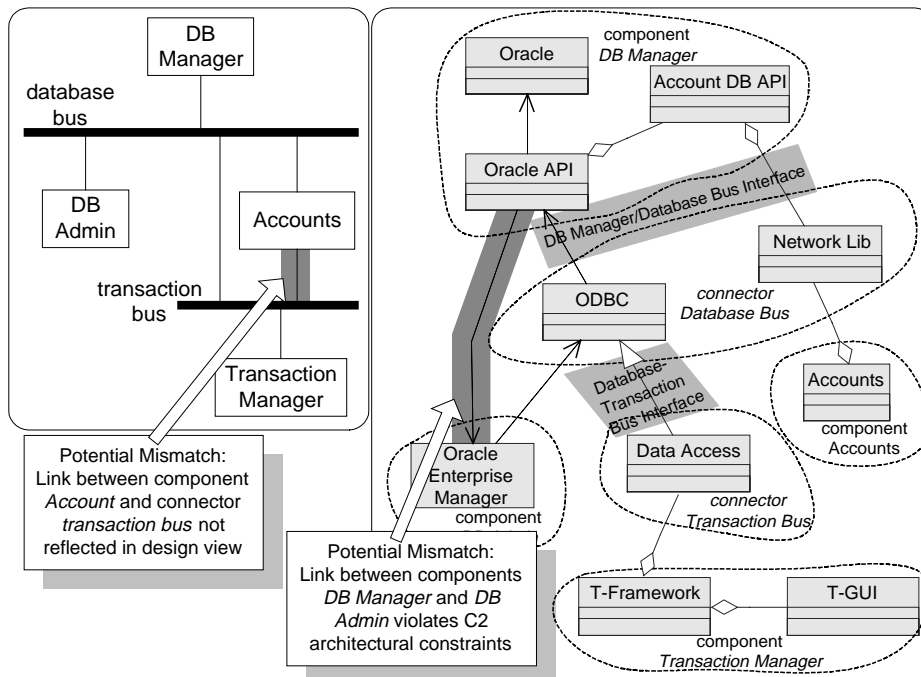 DB
Manager
database
bus
DB
Admin
Accounts
transaction
bus
Transaction
Manager
Potential Mismatch:
Link between component
Account and connector
transaction bus not
reflected in design view
component
DB Manager
Oracle
Account DB API
Oracle API
DB Manager/Database Bus Interface
Network Lib
ODBC
connector
Database Bus
Database-
Transaction
Bus Interface
Accounts
component
Accounts
Oracle
Enterprise
Manager
component
Data Access
connector
Transaction Bus
Potential Mismatch:
Link between components
DB Manager and DB
Admin violates C2
architectural constraints
T-Framework
T-GUI
component
Transaction Manager